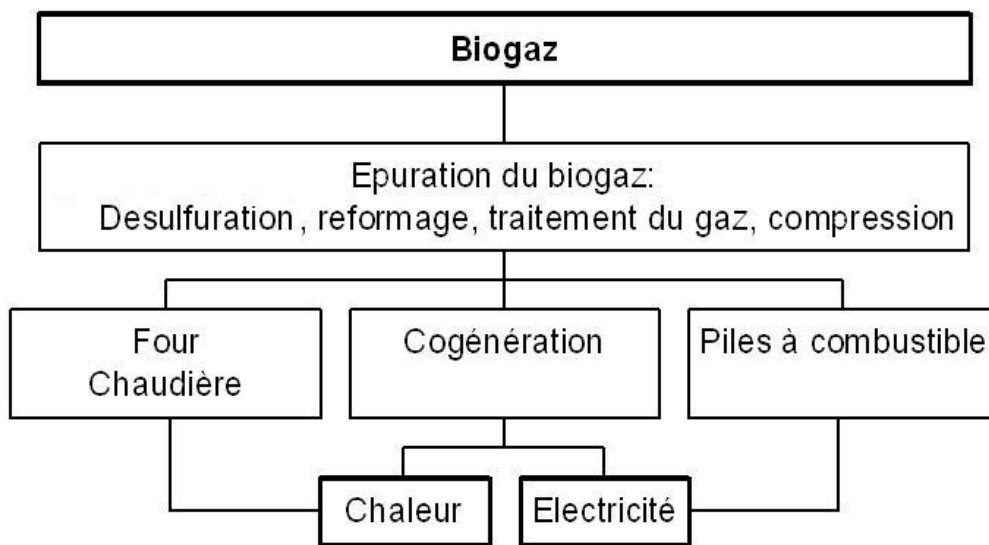 Biogaz
Epuration du biogaz:
Desulfuration , reformage, traitement du gaz, compression
Four
Chaudière
Cogénération
Piles à combustible
Chaleur
Electricité